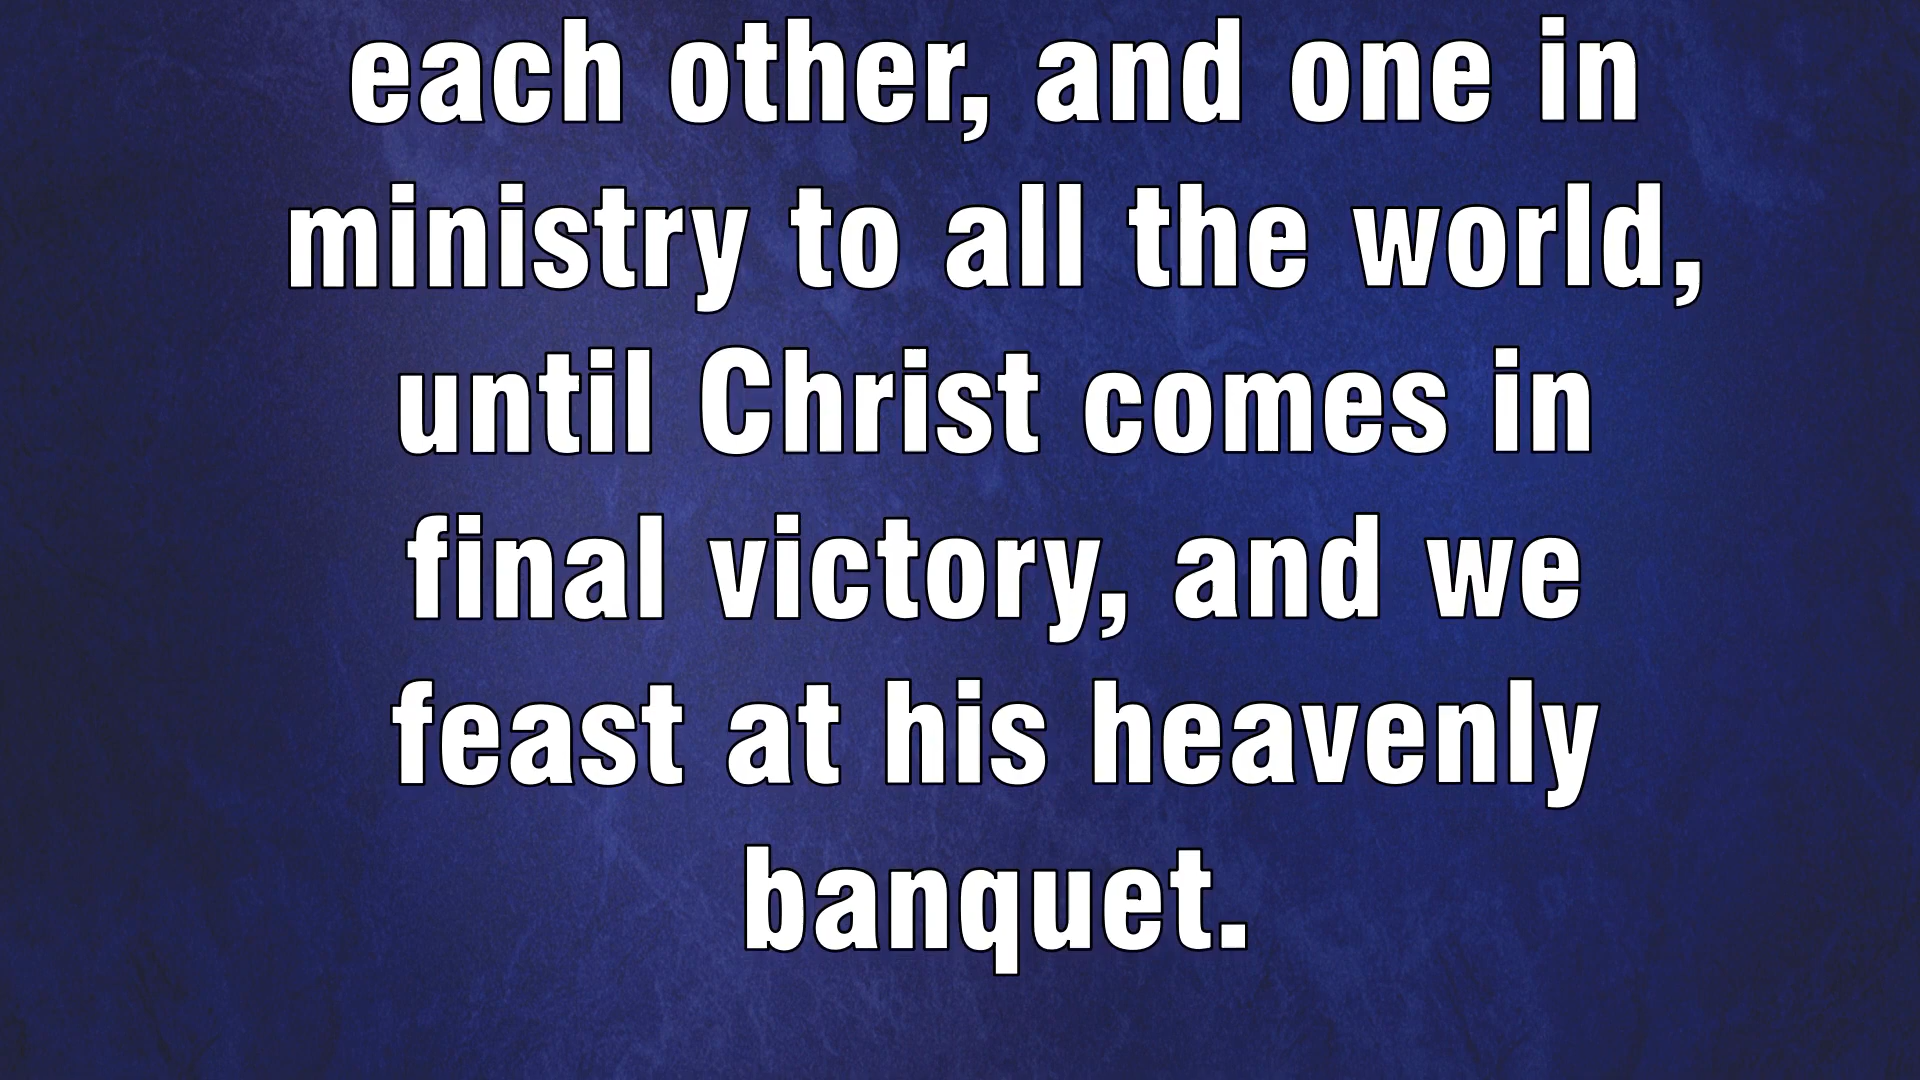 each other, and one in
ministry to all the world,
until Christ comes in
final victory, and we
feast at his heavenly
banquet.